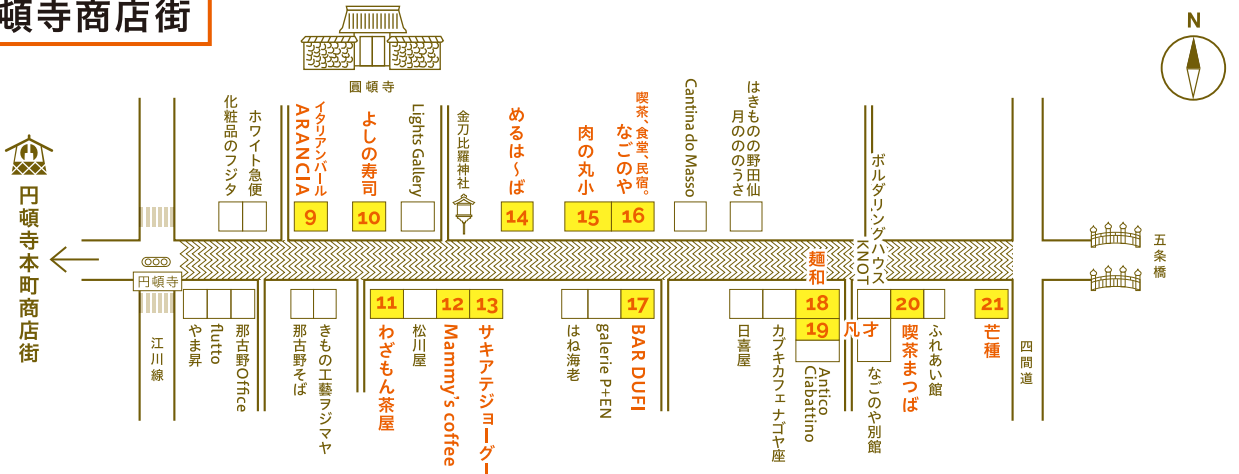 頓寺商店街
N
圓頓寺
化粧品のフジタ
ホワイト急便
イタリアンバール
ARANCIA
よしの寿司
Lights Gallery
金刀比羅神社
める は〜ば
肉の丸小
喫茶、食堂、民宿。
なごのや
Cantina do Masso
はきものの野田仙
月のののうさ
ボルダリングハウス
KNOT
9
10
14
15
16
円頓寺本町商店街
円頓寺
五条橋
麺和
11
12
13
17
18
19
凡才
20
21
江川線
やま昇
flutto
那古野Office
那古野そば
きもの工藝ヲジマヤ
わざもん茶屋
松川屋
Mammy's coffee
サキアテジョーグー
はね海老
galerie P+EN
BAR DUFI
日喜屋
カブキカフェ ナゴヤ座
Antico
Ciabattino
なごのや別館
喫茶まつば
ふれあい館
芒種
四間道